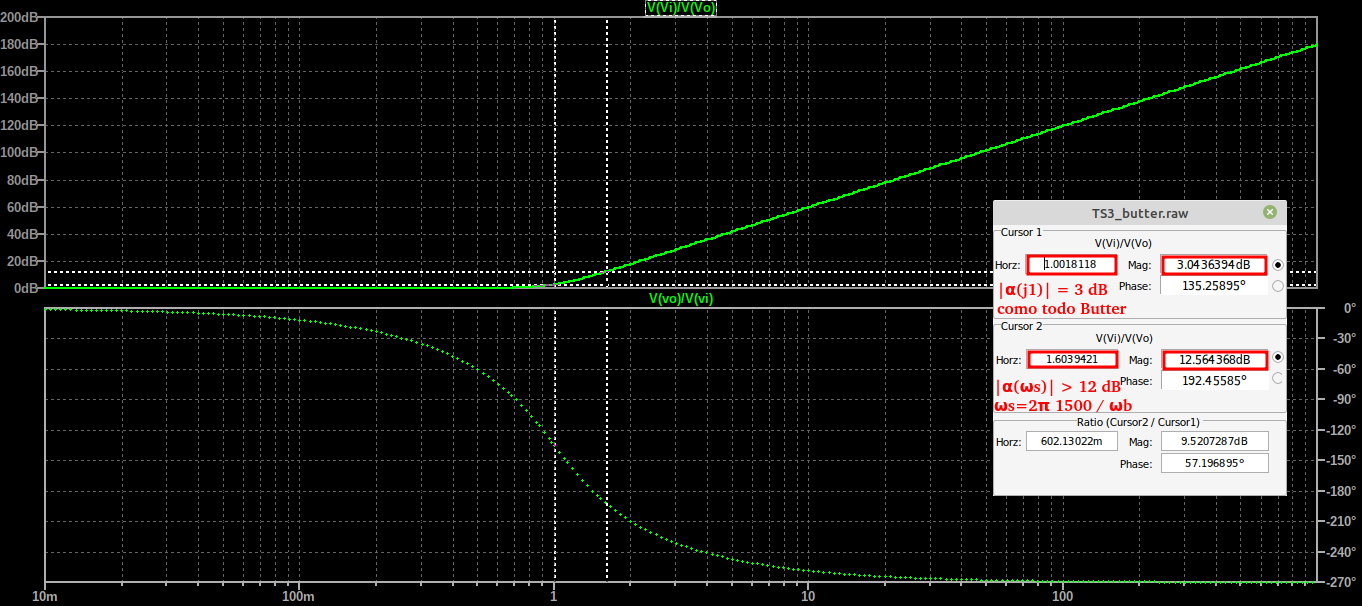 V(Vi)/V(Vo)
200dB
180dB
160dB
140dB
120dB
100dB
80dB
60dB
40dB
20dB
0dB
TS3_butter.raw
Cursor 1
V(Vi)/V(Vo)
Horz: 1.0018118 Mag: 3.0436394dB
Phase: 135.25895°
|α(j1)| = 3 dB
como todo Butter
Cursor 2
V(Vi)/V(Vo)
Horz: 1.6039421 Mag: 12.564368dB
Phase: 192.45585°
|α(ωs)| > 12 dB
ωs=2π 1500 / ωb
Ratio (Cursor2 / Cursor1)
Horz: 602.13022m Mag: 9.5207287dB
Phase: 57.196895°
V(vo)/V(vi)
0°
-30°
-60°
-90°
-120°
-150°
-180°
-210°
-240°
-270°
10m 100m 1 10 100